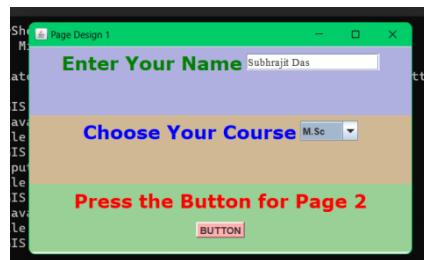 Page Design 1
Enter Your Name Subhrajit Das
Choose Your Course M.Sc
Press the Button for Page 2
BUTTON